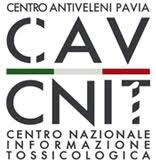 CENTRO ANTIVELENI PAVIA
CAV
CNIT
CENTRO NAZIONALE
INFORMAZIONE
TOSSICOLOGICA